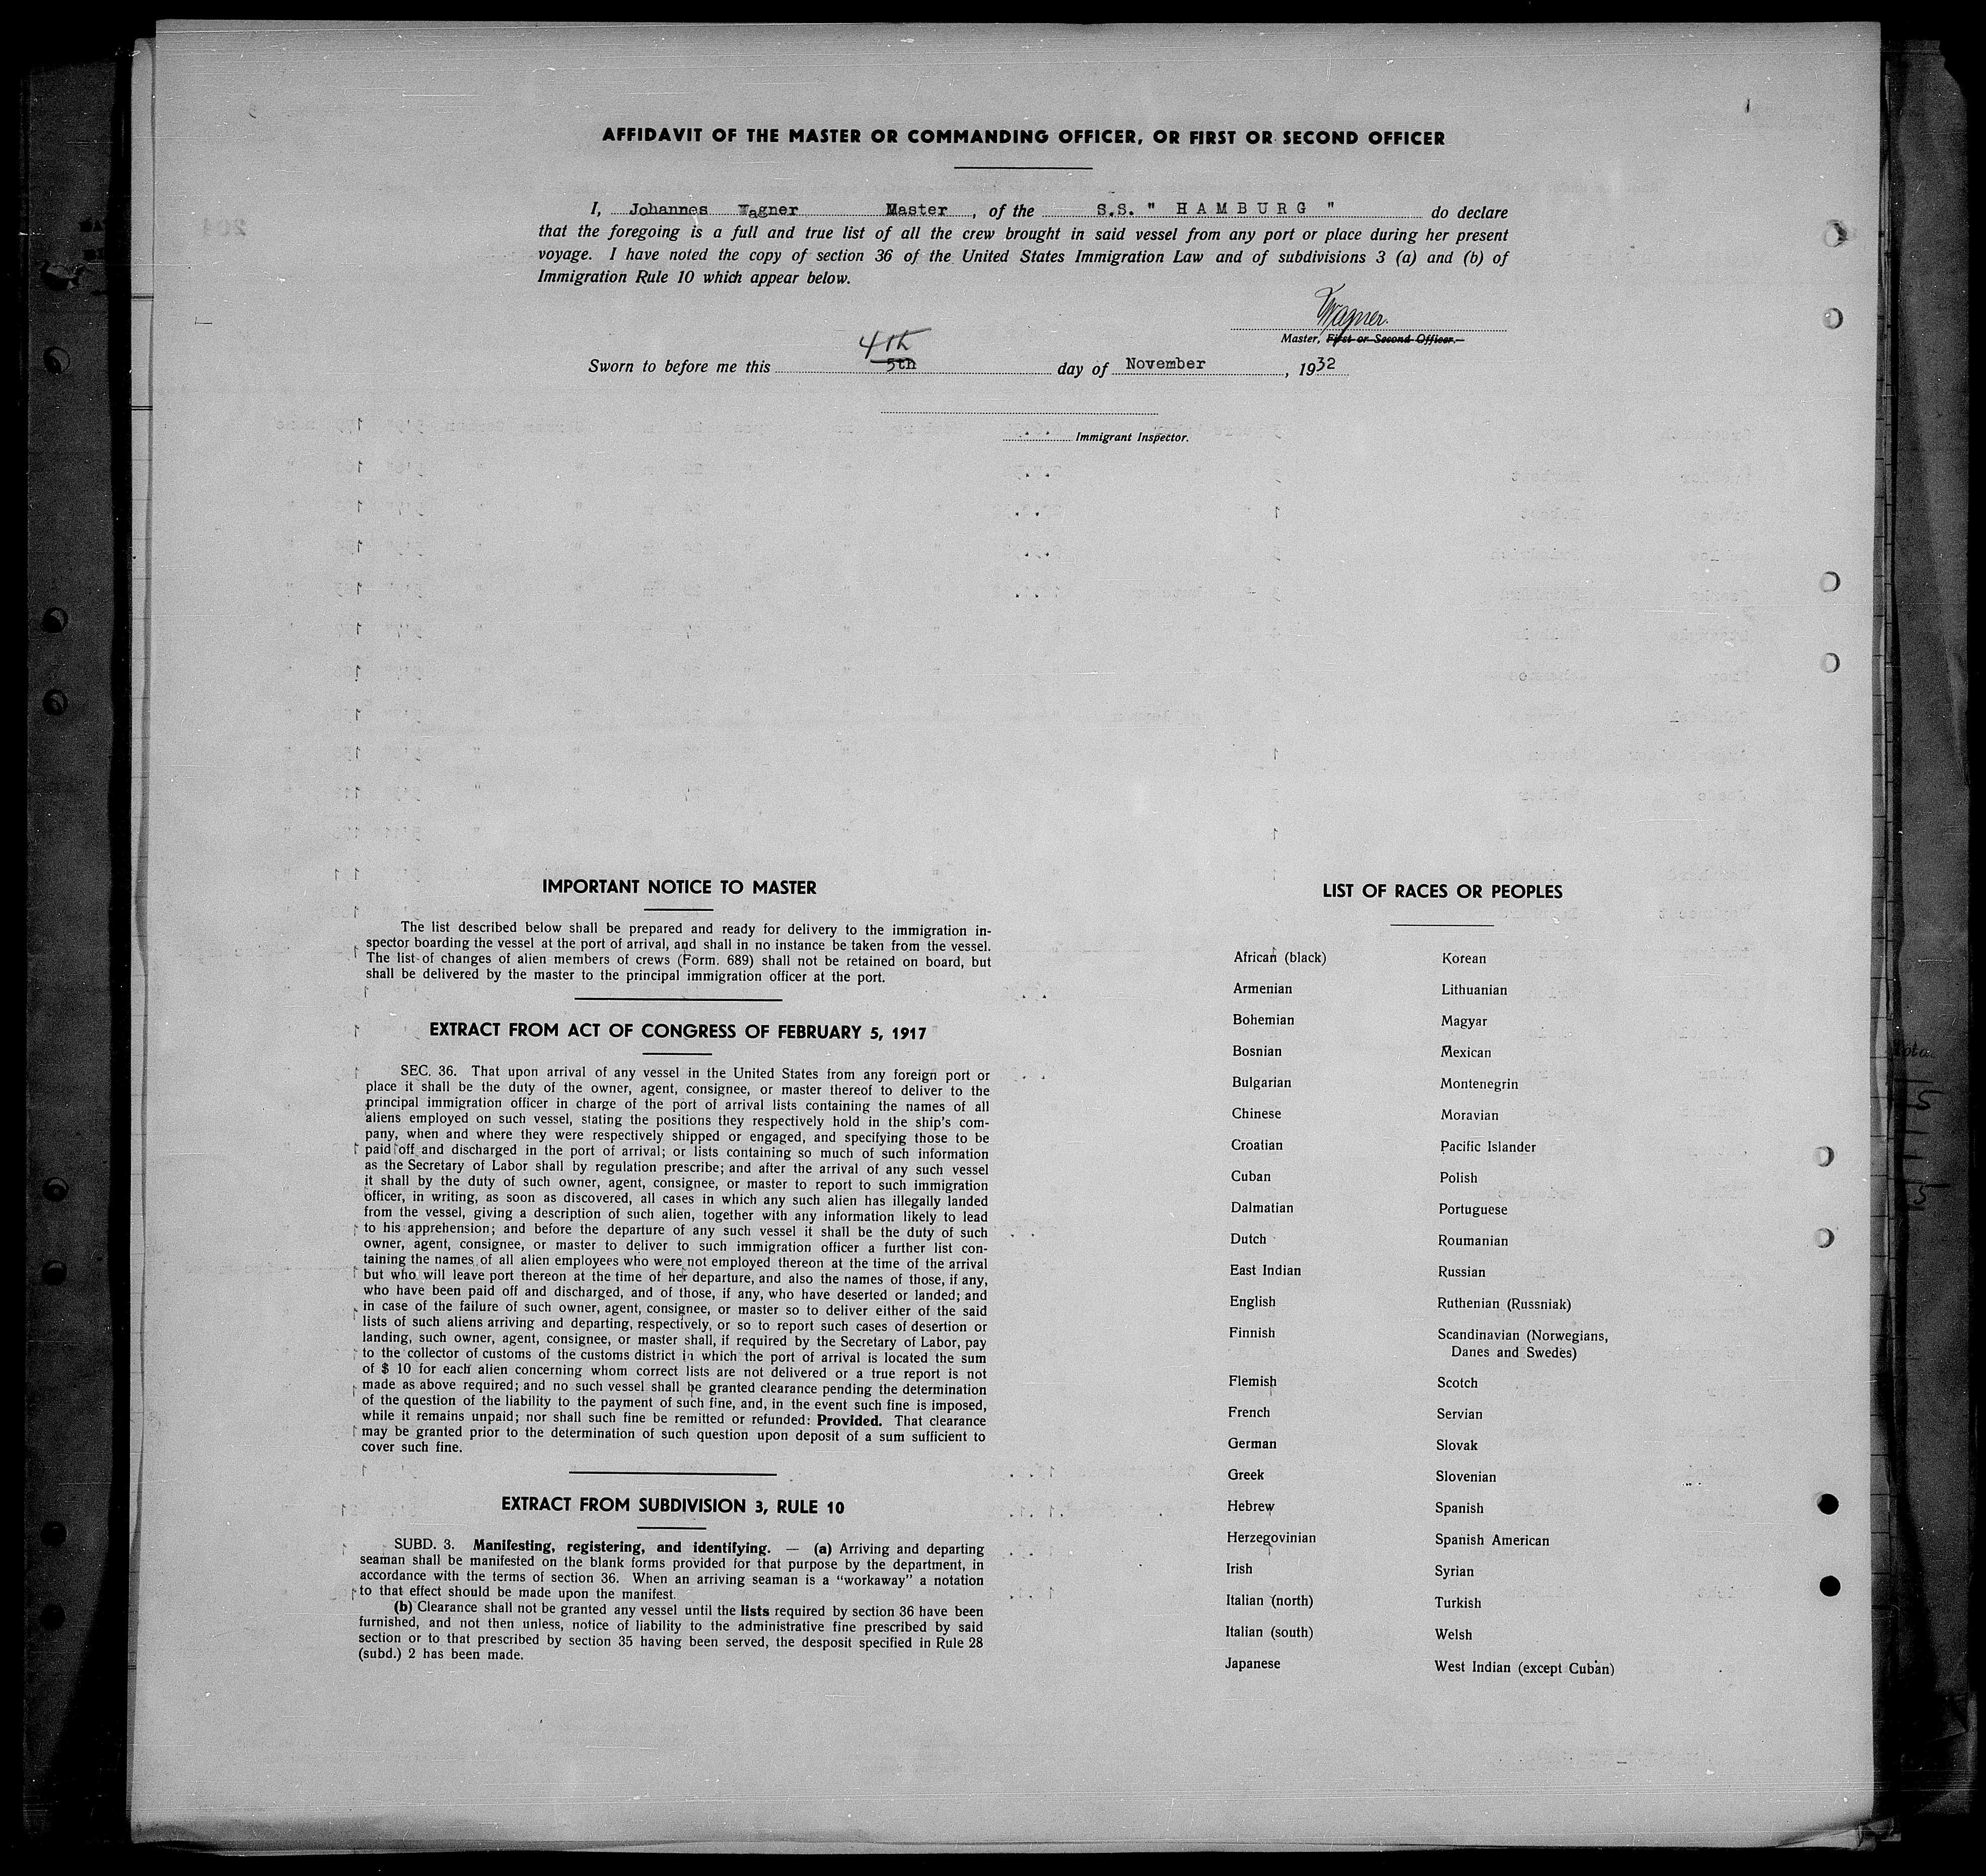 AFFIDAVIT OF THE MASTER OR COMMANDING OFFICER, OR FIRST OR SECOND OFFICER
I, Johannes Wagner Master, of the S.S. " H A M B U R G " do declare
that the foregoing is a full and true list of all the crew brought in said vessel from any port or place during her present
voyage. I have noted the copy of section 36 of the United States Immigration Law and of subdivisions 3 (a) and (b) of
Immigration Rule 10 which appear below.
Wagner.
Master, First or Second Officer.
4th
Sworn to before me this 5th day of November, 1932
Immigrant Inspector.
IMPORTANT NOTICE TO MASTER
The list described below shall be prepared and ready for delivery to the immigration in-
spector boarding the vessel at the port of arrival, and shall in no instance be taken from the vessel.
The list of changes of alien members of crews (Form. 689) shall not be retained on board, but
shall be delivered by the master to the principal immigration officer at the port.
EXTRACT FROM ACT OF CONGRESS OF FEBRUARY 5, 1917
SEC. 36. That upon arrival of any vessel in the United States from any foreign port or
place it shall be the duty of the owner, agent, consignee, or master thereof to deliver to the
principal immigration officer in charge of the port of arrival lists containing the names of all
aliens employed on such vessel, stating the positions they respectively hold in the ship's com-
pany, when and where they were respectively shipped or engaged, and specifying those to be
paid off and discharged in the port of arrival; or lists containing so much of such information
as the Secretary of Labor shall by regulation prescribe; and after the arrival of any such vessel
it shall by the duty of such owner, agent, consignee, or master to report to such immigration
officer, in writing, as soon as discovered, all cases in which any such alien has illegally landed
from the vessel, giving a description of such alien, together with any information likely to lead
to his apprehension; and before the departure of any such vessel it shall be the duty of such
owner, agent, consignee, or master to deliver to such immigration officer a further list con-
taining the names of all alien employees who were not employed thereon at the time of the arrival
but who will leave port thereon at the time of her departure, and also the names of those, if any,
who have been paid off and discharged, and of those, if any, who have deserted or landed; and
in case of the failure of such owner, agent, consignee, or master so to deliver either of the said
lists of such aliens arriving and departing, respectively, or so to report such cases of desertion or
landing, such owner, agent, consignee, or master shall, if required by the Secretary of Labor, pay
to the collector of customs of the customs district in which the port of arrival is located the sum
of $ 10 for each alien concerning whom correct lists are not delivered or a true report is not
made as above required; and no such vessel shall be granted clearance pending the determination
of the question of the liability to the payment of such fine, and, in the event such fine is imposed,
while it remains unpaid; nor shall such fine be remitted or refunded: Provided. That clearance
may be granted prior to the determination of such question upon deposit of a sum sufficient to
cover such fine.
EXTRACT FROM SUBDIVISION 3, RULE 10
SUBD. 3. Manifesting, registering, and identifying. — (a) Arriving and departing
seaman shall be manifested on the blank forms provided for that purpose by the department, in
accordance with the terms of section 36. When an arriving seaman is a "workaway" a notation
to that effect should be made upon the manifest.
(b) Clearance shall not be granted any vessel until the lists required by section 36 have been
furnished, and not then unless, notice of liability to the administrative fine prescribed by said
section or to that prescribed by section 35 having been served, the desposit specified in Rule 28
(subd.) 2 has been made.
LIST OF RACES OR PEOPLES
African (black)
Armenian
Bohemian
Bosnian
Bulgarian
Chinese
Croatian
Cuban
Dalmatian
Dutch
East Indian
English
Finnish
Flemish
French
German
Greek
Hebrew
Herzegovinian
Irish
Italian (north)
Italian (south)
Japanese
Korean
Lithuanian
Magyar
Mexican
Montenegrin
Moravian
Pacific Islander
Polish
Portuguese
Roumanian
Russian
Ruthenian (Russniak)
Scandinavian (Norwegians,
Danes and Swedes)
Scotch
Servian
Slovak
Slovenian
Spanish
Spanish American
Syrian
Turkish
Welsh
West Indian (except Cuban)